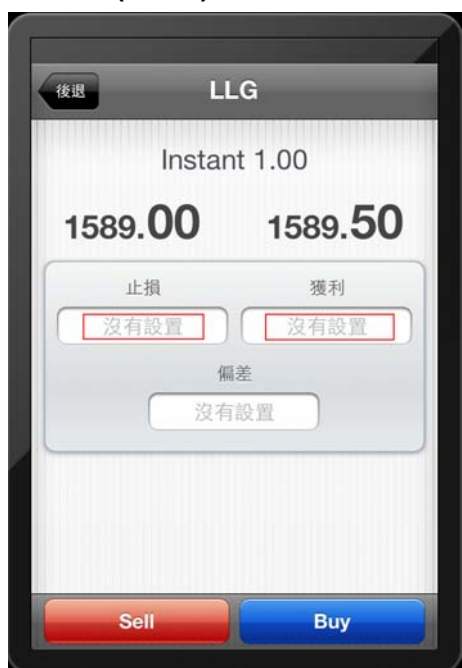 後退
LLG
Instant 1.00
1589.00 1589.50
止損 獲利
沒有設置 沒有設置
偏差
沒有設置
Sell Buy